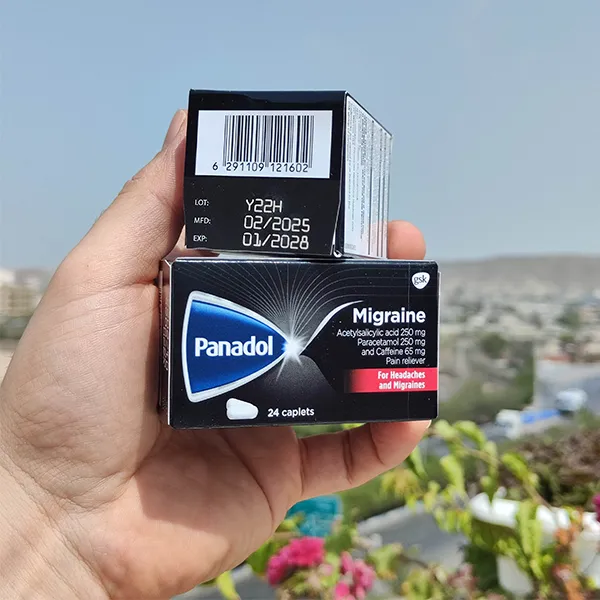 6 291109 121602
LOT: Y22H
MFD: 02/2025
EXP: 01/2028
gsk
Migraine
Acetylsalicylic acid 250 mg
Paracetamol 250 mg
and Caffeine 65 mg
Pain reliever
Panadol
For Headaches
and Migraines
24 caplets